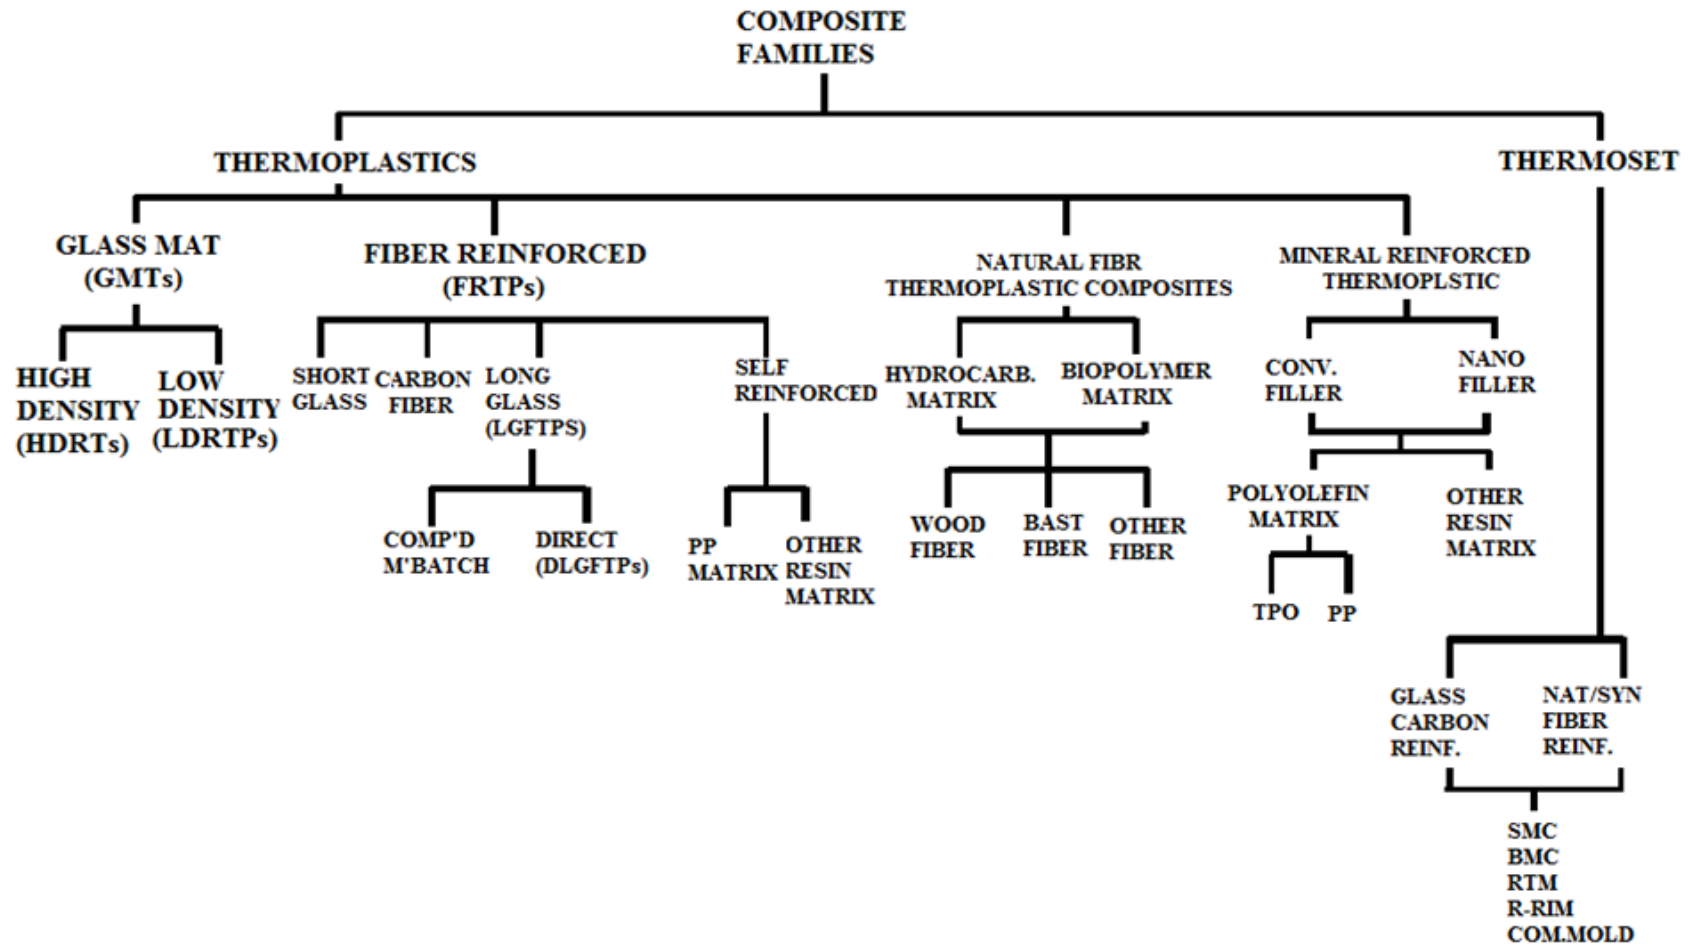 COMPOSITE
FAMILIES
THERMOPLASTICS
THERMOSET
GLASS MAT
(GMTs)
FIBER REINFORCED
(FRTPs)
NATURAL FIBR
THERMOPLASTIC COMPOSITES
MINERAL REINFORCED
THERMOPLSTIC
HIGH
DENSITY
(HDRTs)
LOW
DENSITY
(LDRTPs)
SHORT
GLASS
CARBON
FIBER
LONG
GLASS
(LGFTPS)
SELF
REINFORCED
HYDROCARB.
MATRIX
BIOPOLYMER
MATRIX
CONV.
FILLER
NANO
FILLER
COMP'D
M'BATCH
DIRECT
(DLGFTPs)
PP
MATRIX
OTHER
RESIN
MATRIX
WOOD
FIBER
BAST
FIBER
OTHER
FIBER
POLYOLEFIN
MATRIX
OTHER
RESIN
MATRIX
TPO
PP
GLASS
CARBON
REINF.
NAT/SYN
FIBER
REINF.
SMC
BMC
RTM
R-RIM
COM.MOLD